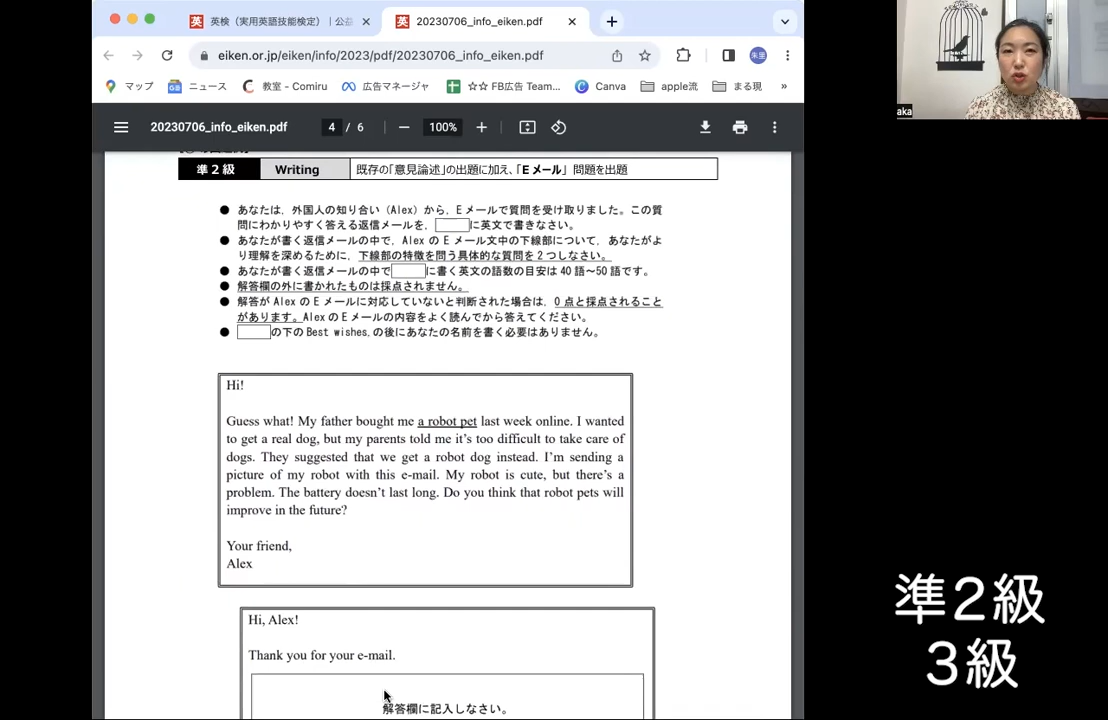 英検（実用英語技能検定）｜公益
20230706_info_eiken.pdf
eiken.or.jp/eiken/info/2023/pdf/20230706_info_eiken.pdf
朱里
マップ
ニュース
教室 - Comiru
広告マネージャ
☆☆ FB広告 Team...
Canva
apple流
まる現
»
20230706_info_eiken.pdf
4 / 6
100%
aka
準２級 Writing 既存の「意見論述」の出題に加え、「Eメール」問題を出題
● あなたは，外国人の知り合い（Alex）から，Eメールで質問を受け取りました。この質
問にわかりやすく答える返信メールを，に英文で書きなさい。
● あなたが書く返信メールの中で，Alex の E メール文中の下線部について，あなたがよ
り理解を深めるために，下線部の特徴を問う具体的な質問を２つしなさい。
● あなたが書く返信メールの中でに書く英文の語数の目安は 40 語～50 語です。
● 解答欄の外に書かれたものは採点されません。
● 解答が Alex の E メールに対応していないと判断された場合は，０点と採点されること
があります。Alex の E メールの内容をよく読んでから答えてください。
● の下の Best wishes, の後にあなたの名前を書く必要はありません。
Hi!
Guess what! My father bought me a robot pet last week online. I wanted
to get a real dog, but my parents told me it's too difficult to take care of
dogs. They suggested that we get a robot dog instead. I'm sending a
picture of my robot with this e-mail. My robot is cute, but there's a
problem. The battery doesn't last long. Do you think that robot pets will
improve in the future?
Your friend,
Alex
Hi, Alex!
Thank you for your e-mail.
解答欄に記入しなさい。
準２級
３級